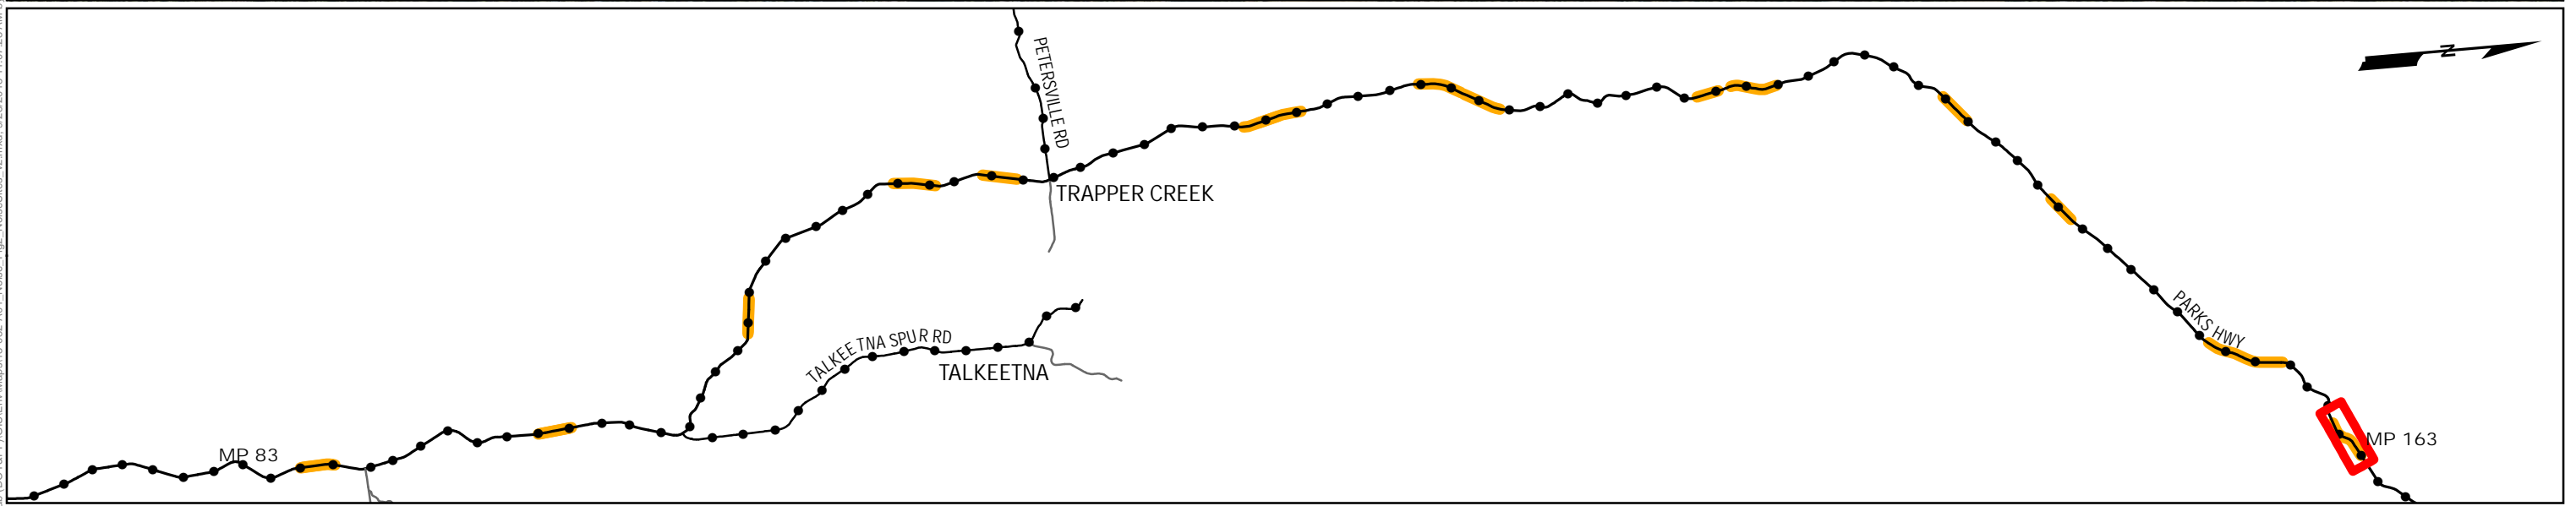 PETERSVILLE RD
N
TRAPPER CREEK
PARKS HWY
TALKEETNA SPUR RD
TALKEETNA
MP 83
MP 163